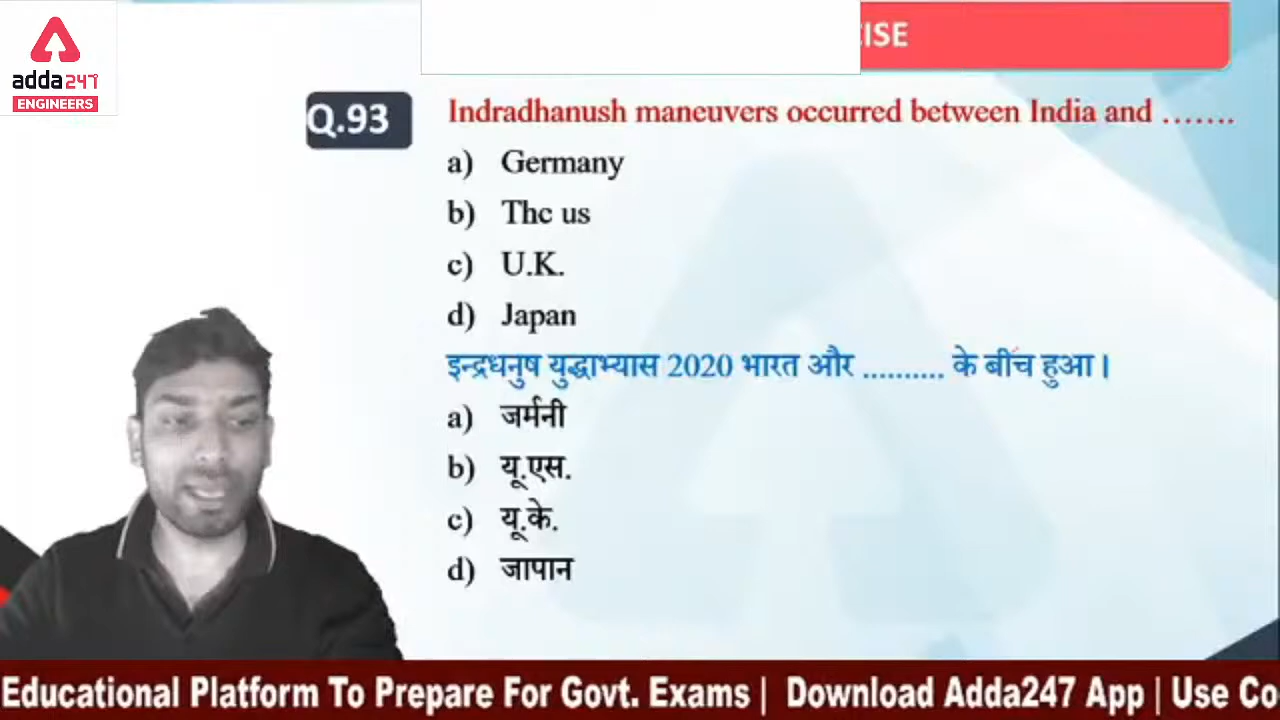 adda247
ENGINEERS
CISE
Q.93
Indradhanush maneuvers occurred between India and .......
a) Germany
b) Thc us
c) U.K.
d) Japan
इन्द्रधनुष युद्धाभ्यास 2020 भारत और .......... के बीच हुआ।
a) जर्मनी
b) यू.एस.
c) यू.के.
d) जापान
Educational Platform To Prepare For Govt. Exams | Download Adda247 App | Use Co